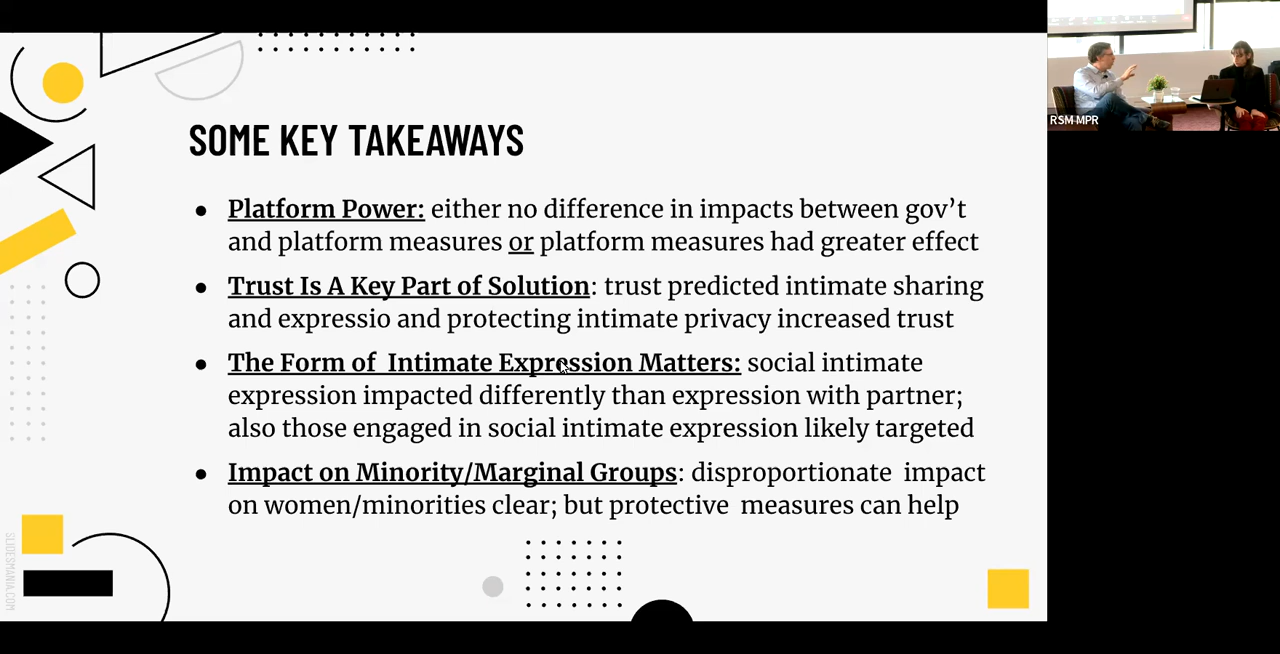 SOME KEY TAKEAWAYS
● Platform Power: either no difference in impacts between gov’t
and platform measures or platform measures had greater effect
● Trust Is A Key Part of Solution: trust predicted intimate sharing
and expressio and protecting intimate privacy increased trust
● The Form of  Intimate Expression Matters: social intimate
expression impacted differently than expression with partner;
also those engaged in social intimate expression likely targeted
● Impact on Minority/Marginal Groups: disproportionate  impact
on women/minorities clear; but protective  measures can help
SLIDESMANIA.COM
RSM-MPR